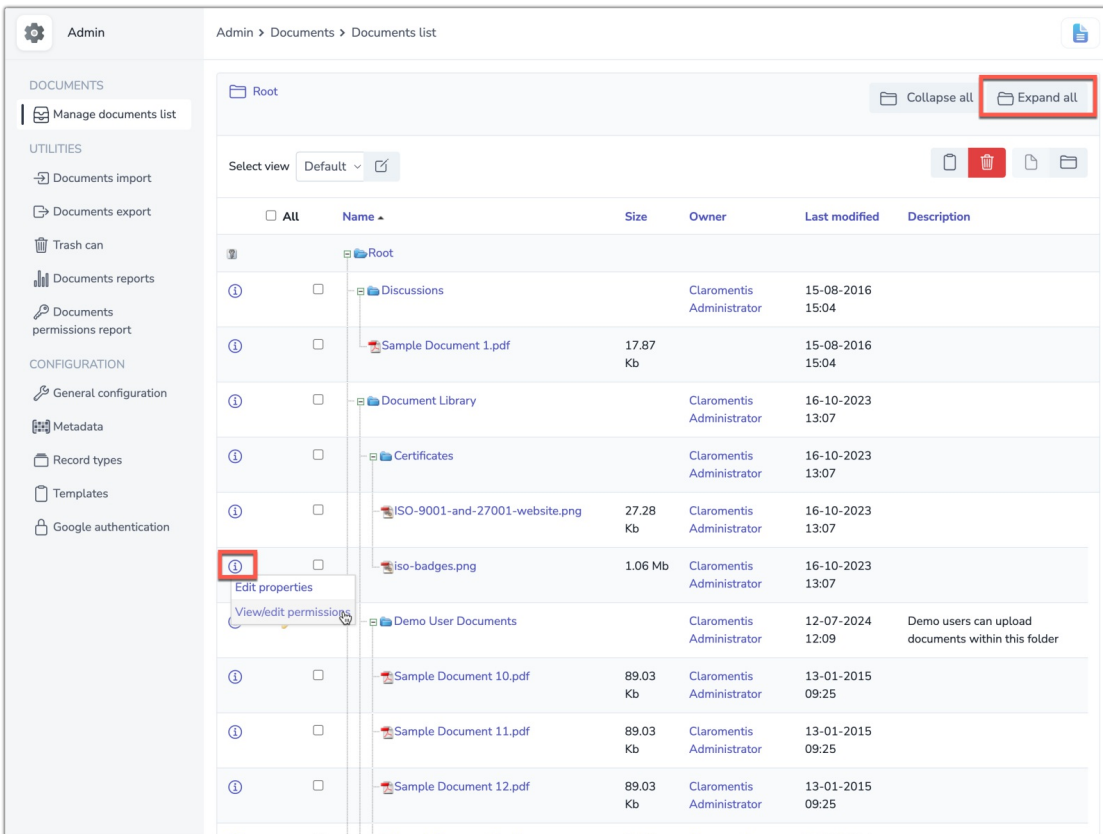 Admin
Admin > Documents > Documents list
DOCUMENTS
Manage documents list
UTILITIES
Documents import
Documents export
Trash can
Documents reports
Documents
permissions report
CONFIGURATION
General configuration
Metadata
Record types
Templates
Google authentication
Root
Collapse all
Expand all
Select view
Default
All
Name
Size
Owner
Last modified
Description
Root
Discussions
Claromentis
Administrator
15-08-2016
15:04
Sample Document 1.pdf
17.87
Kb
15-08-2016
15:04
Document Library
Claromentis
Administrator
16-10-2023
13:07
Certificates
Claromentis
Administrator
16-10-2023
13:07
ISO-9001-and-27001-website.png
27.28
Kb
Claromentis
Administrator
16-10-2023
13:07
iso-badges.png
1.06 Mb
Claromentis
Administrator
16-10-2023
13:07
Edit properties
View/edit permissions
Demo User Documents
Claromentis
Administrator
12-07-2024
12:09
Demo users can upload
documents within this folder
Sample Document 10.pdf
89.03
Kb
Claromentis
Administrator
13-01-2015
09:25
Sample Document 11.pdf
89.03
Kb
Claromentis
Administrator
13-01-2015
09:25
Sample Document 12.pdf
89.03
Kb
Claromentis
Administrator
13-01-2015
09:25